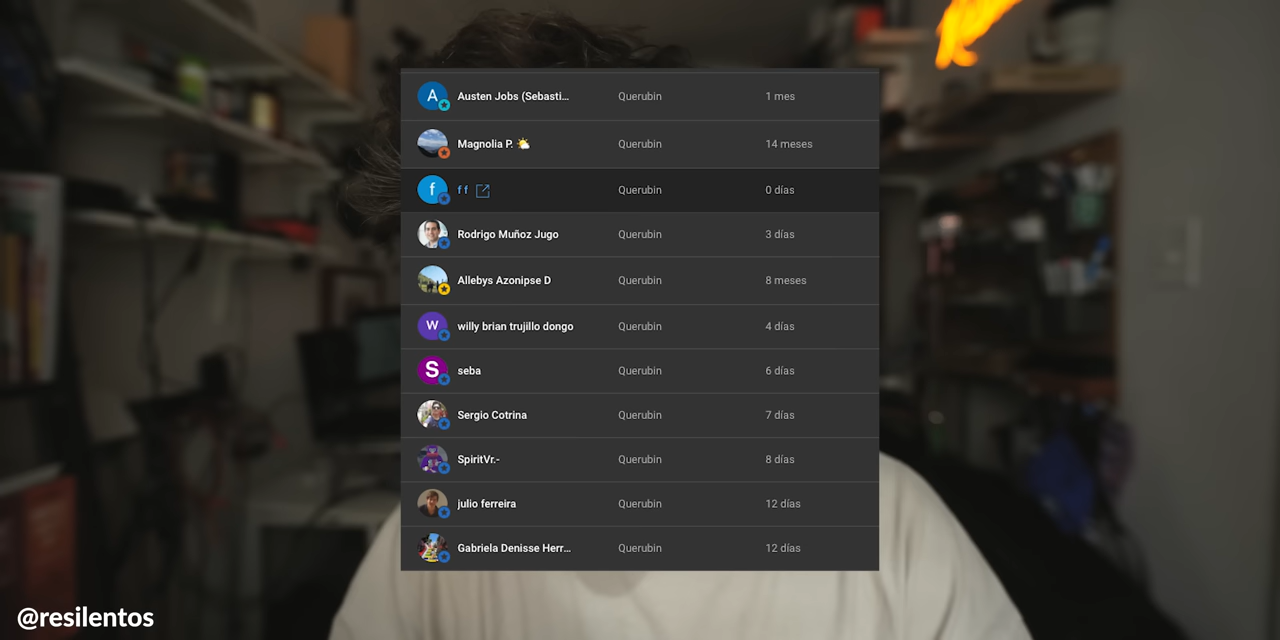 A Austen Jobs (Sebasti... Querubin 1 mes
Magnolia P. 🌤️ Querubin 14 meses
f f f Querubin 0 días
Rodrigo Muñoz Jugo Querubin 3 días
Allebys Azonipse D Querubin 8 meses
W willy brian trujillo dongo Querubin 4 días
S seba Querubin 6 días
Sergio Cotrina Querubin 7 días
SpiritVr.- Querubin 8 días
julio ferreira Querubin 12 días
Gabriela Denisse Herr... Querubin 12 días
@resilentos